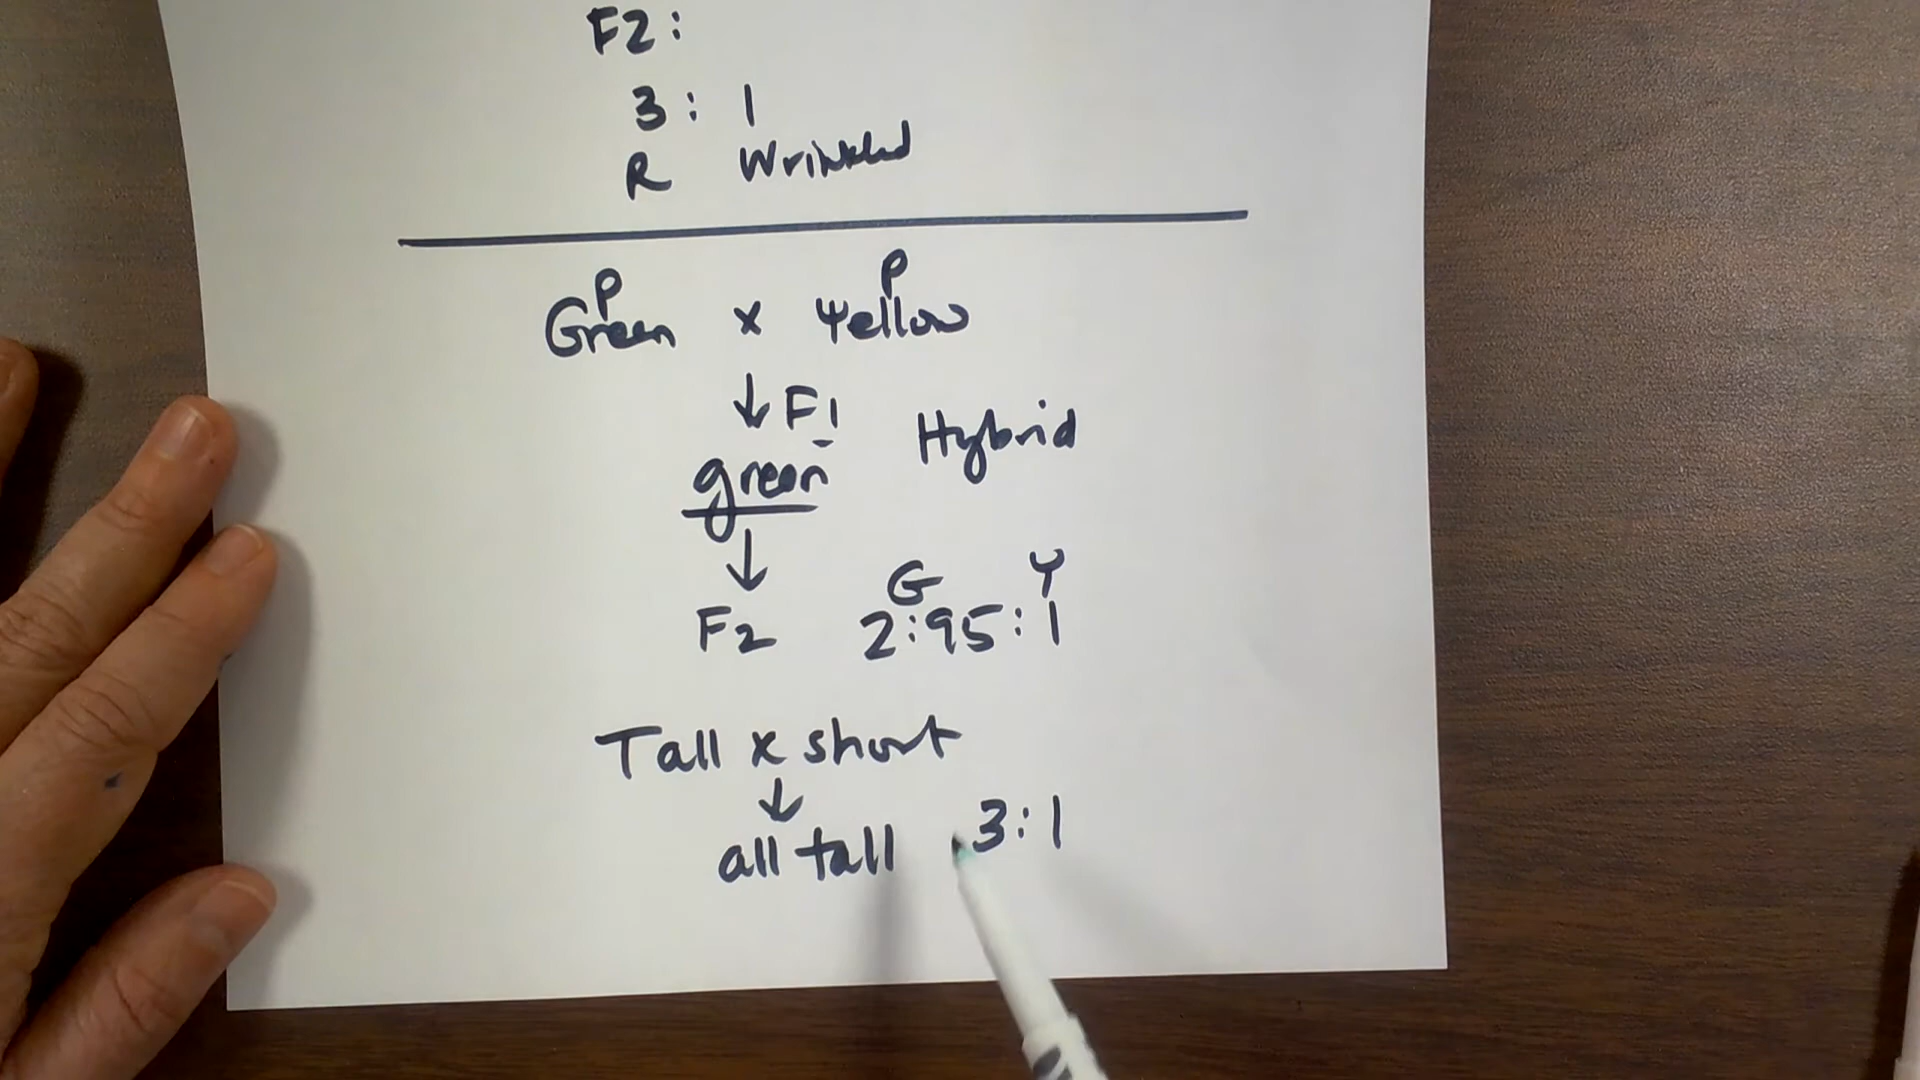 F2:
3 : 1
R Wrinkled
P P
Green x Yellow
↓ F1 Hybrid
green
↓
G Y
F2 2:95:1
Tall x short
↓
all tall 3:1